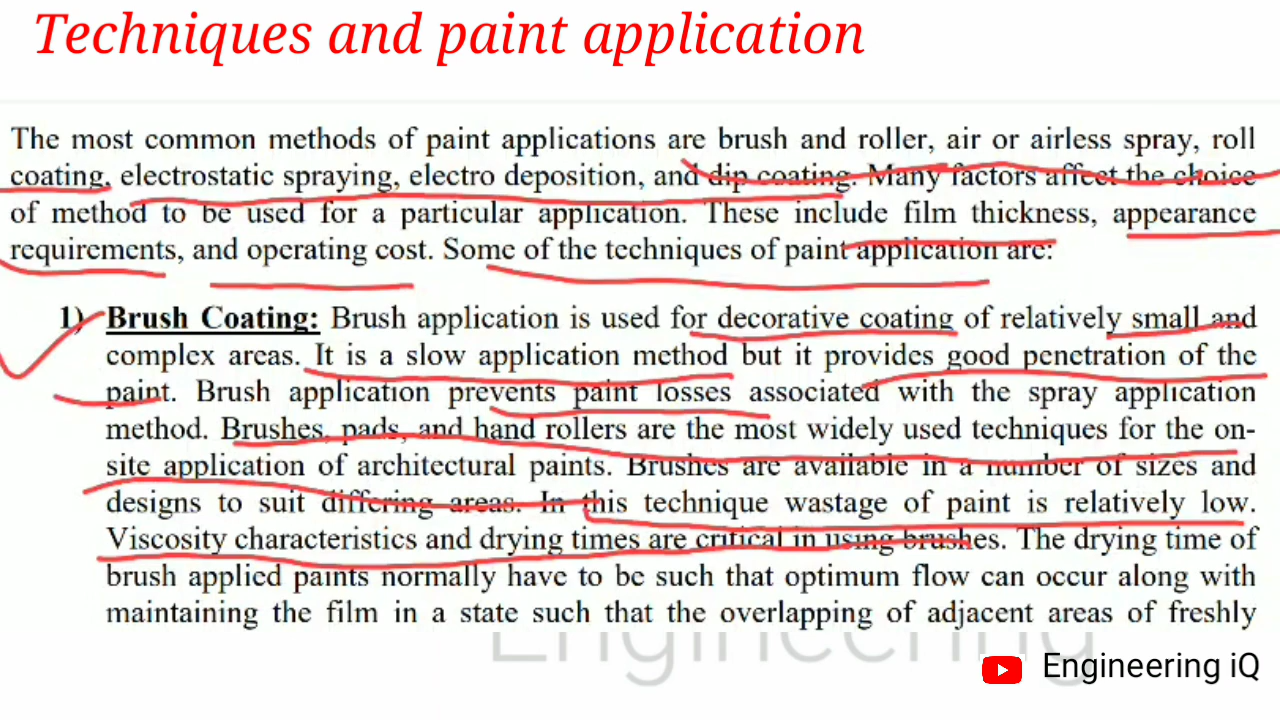 Techniques and paint application
The most common methods of paint applications are brush and roller, air or airless spray, roll
coating, electrostatic spraying, electro deposition, and dip coating. Many factors affect the choice
of method to be used for a particular application. These include film thickness, appearance
requirements, and operating cost. Some of the techniques of paint application are:
1) Brush Coating: Brush application is used for decorative coating of relatively small and
complex areas. It is a slow application method but it provides good penetration of the
paint. Brush application prevents paint losses associated with the spray application
method. Brushes, pads, and hand rollers are the most widely used techniques for the on-
site application of architectural paints. Brushes are available in a number of sizes and
designs to suit differing areas. In this technique wastage of paint is relatively low.
Viscosity characteristics and drying times are critical in using brushes. The drying time of
brush applied paints normally have to be such that optimum flow can occur along with
maintaining the film in a state such that the overlapping of adjacent areas of freshly
Engineering
Engineering iQ